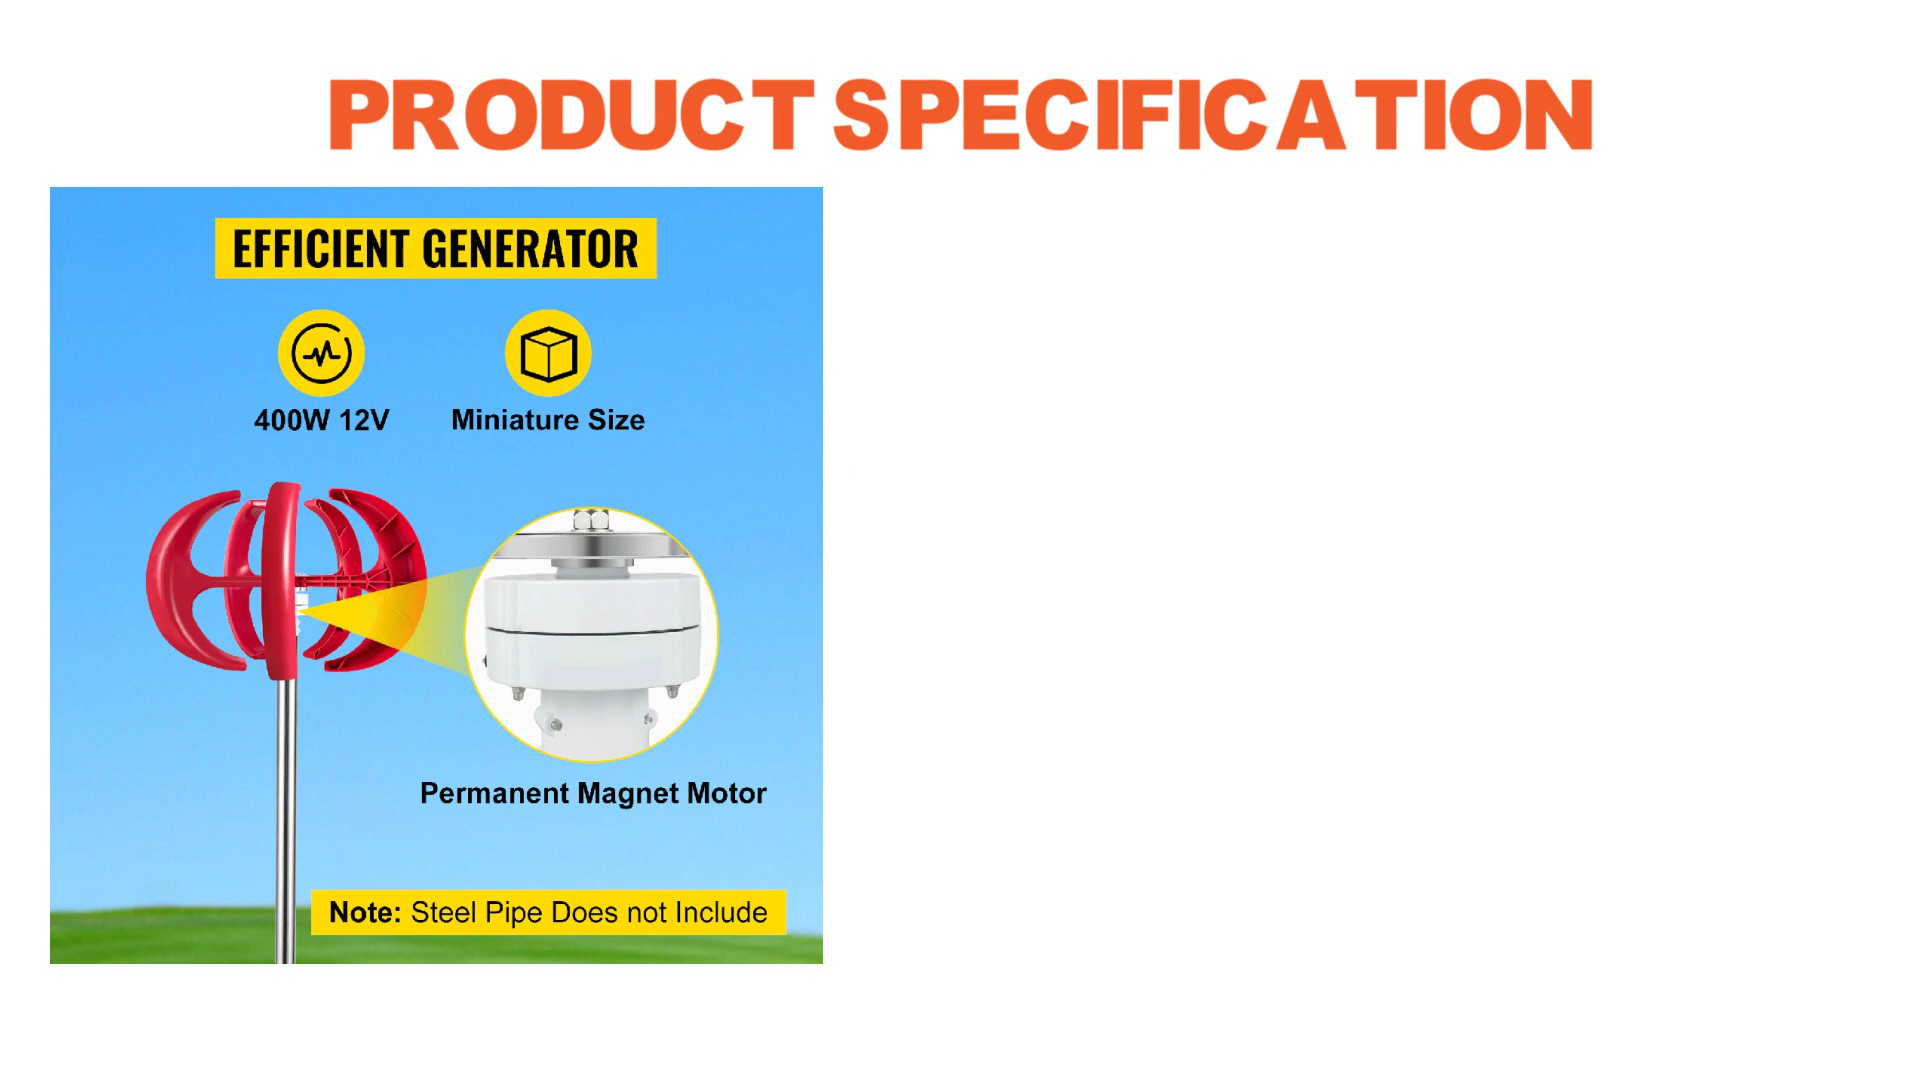 PRODUCT SPECIFICATION
EFFICIENT GENERATOR
400W 12V
Miniature Size
Permanent Magnet Motor
Note: Steel Pipe Does not Include